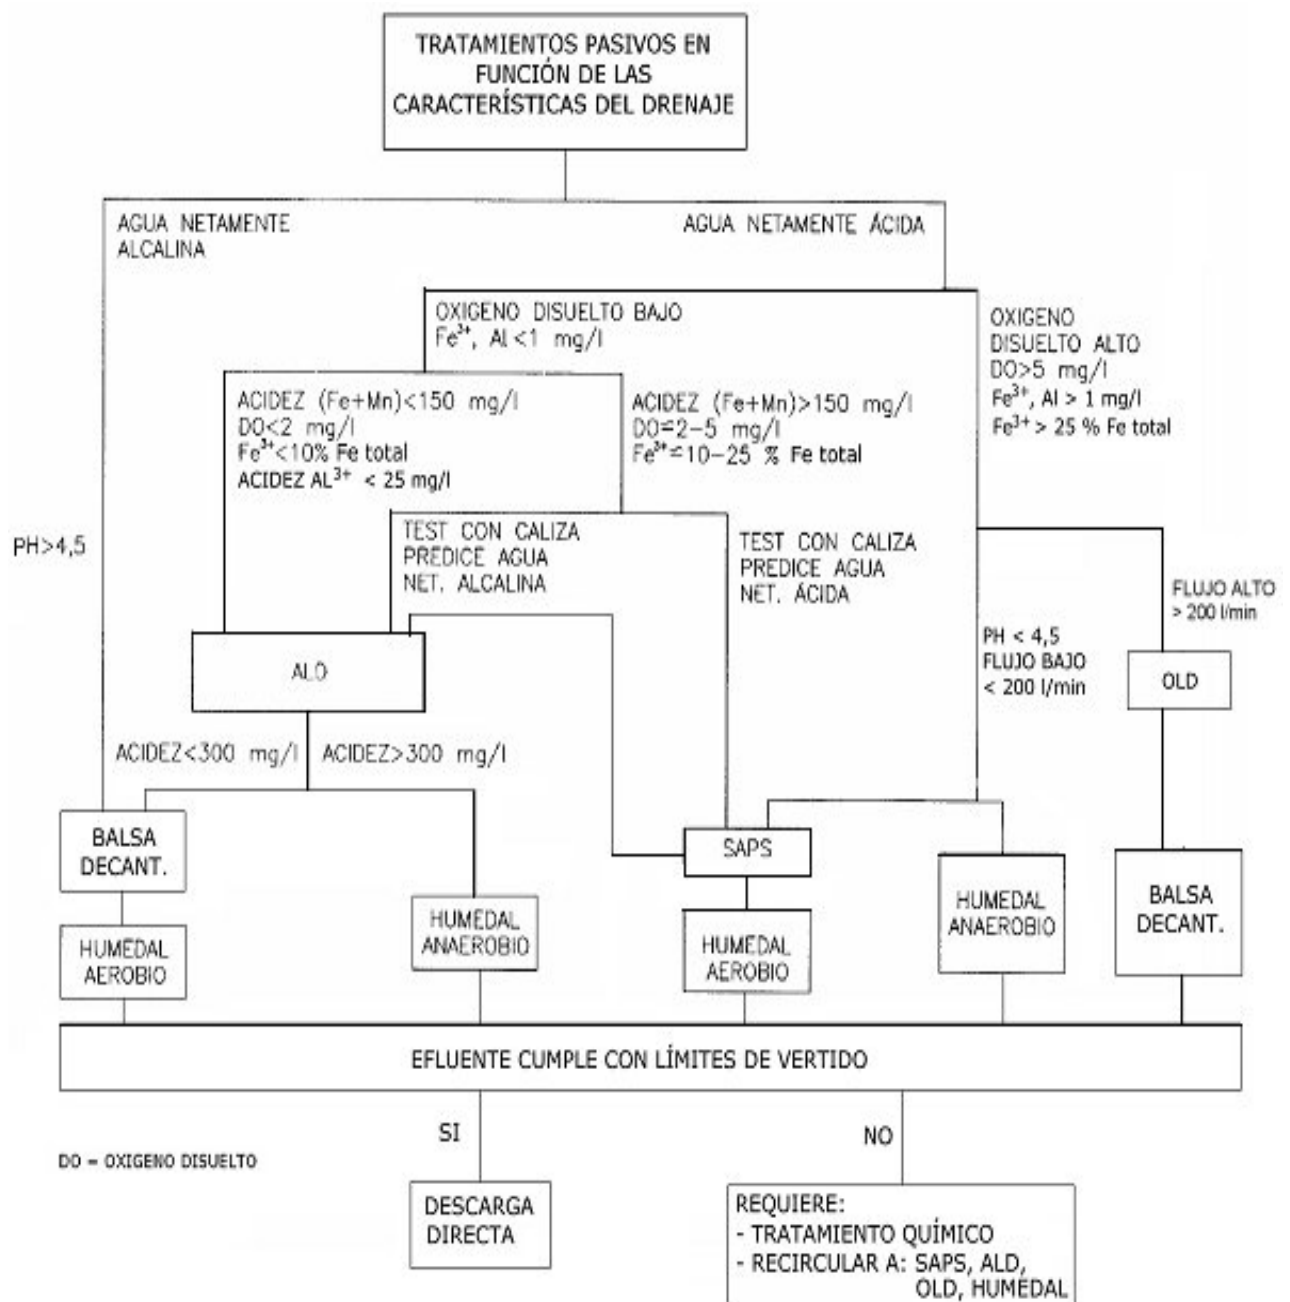 TRATAMIENTOS PASIVOS EN
FUNCIÓN DE LAS
CARACTERÍSTICAS DEL DRENAJE
AGUA NETAMENTE
ALCALINA
AGUA NETAMENTE ÁCIDA
OXIGENO DISUELTO BAJO
Fe³⁺, Al <1 mg/l
OXIGENO
DISUELTO ALTO
DO>5 mg/l
Fe³⁺, Al > 1 mg/l
Fe³⁺ > 25 % Fe total
ACIDEZ (Fe+Mn)<150 mg/l
DO<2 mg/l
Fe³⁺<10% Fe total
ACIDEZ AL³⁺ < 25 mg/l
ACIDEZ (Fe+Mn)>150 mg/l
DO=2-5 mg/l
Fe³⁺=10-25 % Fe total
PH>4,5
TEST CON CALIZA
PREDICE AGUA
NET. ALCALINA
TEST CON CALIZA
PREDICE AGUA
NET. ÁCIDA
FLUJO ALTO
> 200 l/min
PH < 4,5
FLUJO BAJO
< 200 l/min
ALD
OLD
ACIDEZ<300 mg/l
ACIDEZ>300 mg/l
BALSA
DECANT.
SAPS
HUMEDAL
ANAEROBIO
HUMEDAL
AEROBIO
HUMEDAL
AEROBIO
HUMEDAL
ANAEROBIO
BALSA
DECANT.
EFLUENTE CUMPLE CON LÍMITES DE VERTIDO
SI
NO
DO = OXIGENO DISUELTO
DESCARGA
DIRECTA
REQUIERE:
- TRATAMIENTO QUÍMICO
- RECIRCULAR A: SAPS, ALD,
OLD, HUMEDAL